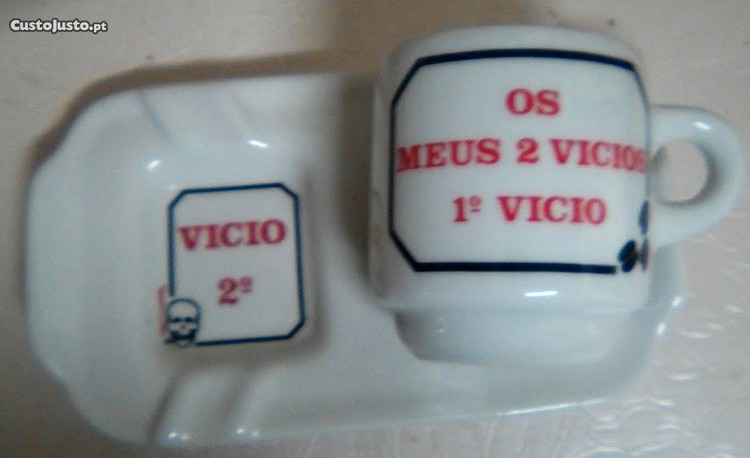 CustoJusto.pt
OS
MEUS 2 VICIOS
1º VICIO
VICIO
2º